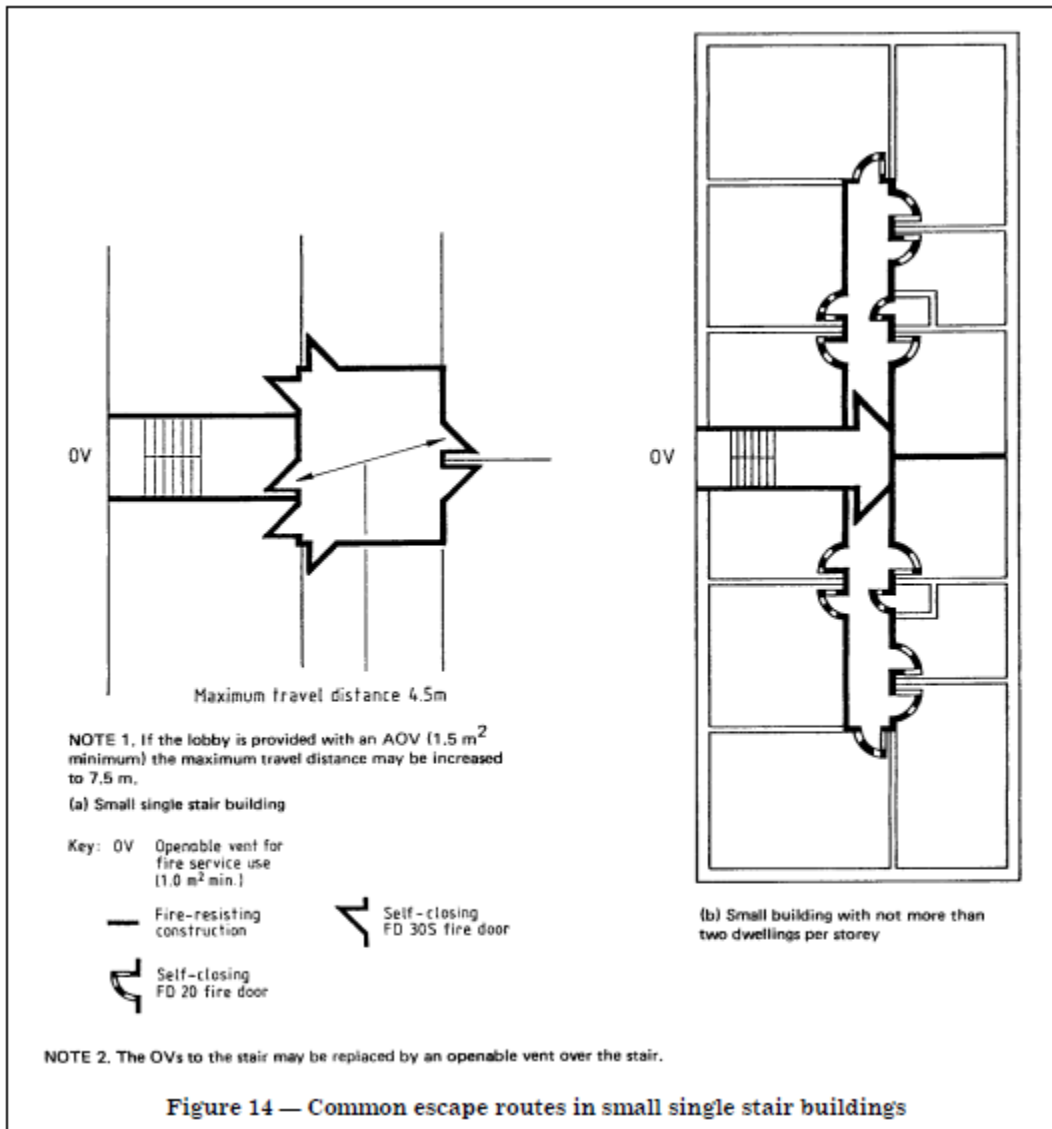 OV
OV
Maximum travel distance 4.5m
NOTE 1. If the lobby is provided with an AOV (1.5 m²
minimum) the maximum travel distance may be increased
to 7.5 m.
(a) Small single stair building
Key: OV Openable vent for
fire service use
(1.0 m² min.)
Fire-resisting
construction
Self-closing
FD 30S fire door
Self-closing
FD 20 fire door
(b) Small building with not more than
two dwellings per storey
NOTE 2. The OVs to the stair may be replaced by an openable vent over the stair.
Figure 14 — Common escape routes in small single stair buildings